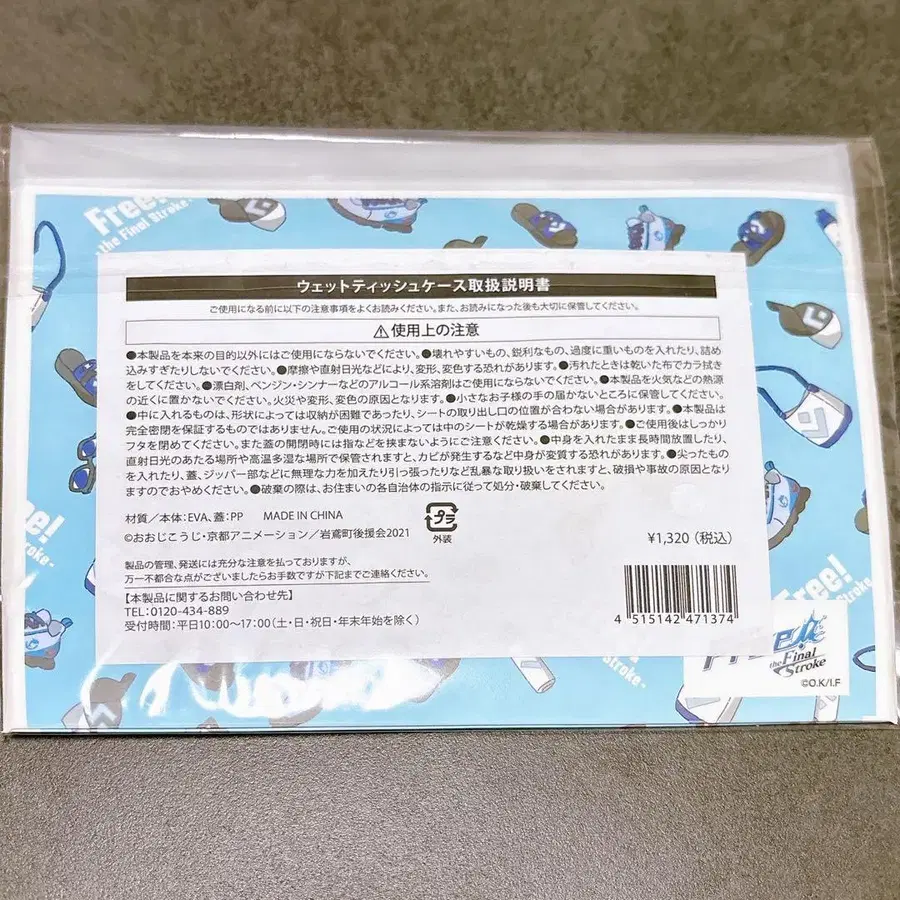 Free!
-the Final Stroke-
ウェットティッシュケース取扱説明書
ご使用になる前に以下の注意事項をよくお読みください。また、お読みになった後も大切に保管してください。
⚠使用上の注意
●本製品を本来の目的以外にはご使用にならないでください。●壊れやすいもの、鋭利なもの、過度に重いものを入れたり、詰め
込みすぎたりしないでください。●摩擦や直射日光などにより、変形、変色する恐れがあります。●汚れたときは乾いた布でカラ拭き
をしてください。●漂白剤、ベンジン・シンナーなどのアルコール系溶剤はご使用にならないでください。●本製品を火気などの熱源
の近くに置かないでください。火災や変形、変色の原因となります。●小さなお子様の手の届かないところに保管してください。
●中に入れるものは、形状によっては収納が困難であったり、シートの取り出し口の位置が合わない場合があります。●本製品は
完全密閉を保証するものではありません。ご使用の状況によっては中のシートが乾燥する場合があります。●ご使用後はしっかり
フタを閉めてください。また蓋の開閉時には指などを挟まないようにご注意ください。●中身を入れたまま長時間放置したり、
直射日光のあたる場所や高温多湿な場所で保管されますと、カビが発生するなど中身が変質する恐れがあります。●尖ったもの
を入れたり、蓋、ジッパー部などに無理な力を加えたり引っ張ったりなど乱暴な取り扱いをされますと、破損や事故の原因となり
ますのでおやめください。●破棄の際は、お住まいの各自治体の指示に従って処分・破棄してください。
材質／本体:EVA、蓋:PP MADE IN CHINA
©おおじこうじ・京都アニメーション／岩鳶町後援会2021
プラ
外装
¥1,320（税込）
製品の管理、発送には充分な注意を払っておりますが、
万一不都合な点がございましたらお手数ですが下記までご連絡ください。
【本製品に関するお問い合わせ先】
TEL:0120-434-889
受付時間:平日10:00〜17:00（土・日・祝日・年末年始を除く）
4 515142 471374
Free!
Stroke-
Free!
the Final
Stroke
©O.K/I.F